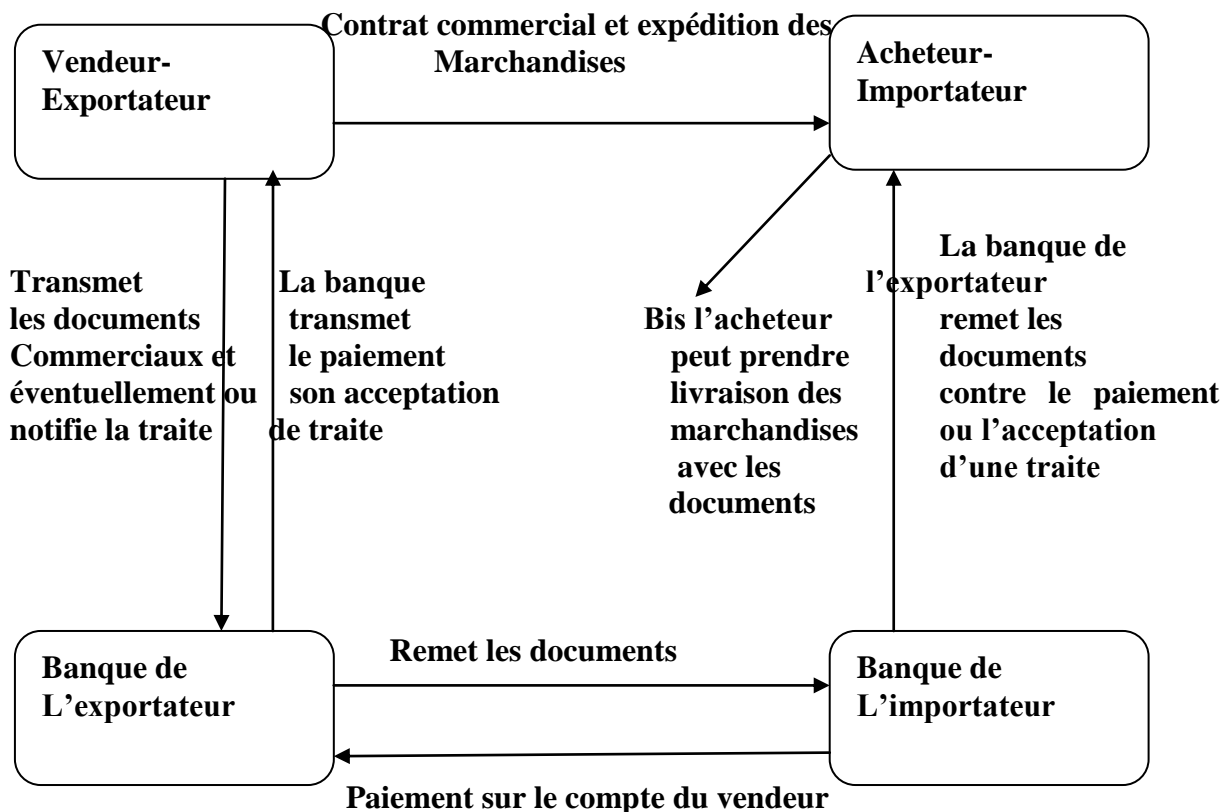 Contrat commercial et expédition des
Marchandises
Vendeur-
Exportateur
Acheteur-
Importateur
Transmet
les documents
Commerciaux et
éventuellement ou
notifie la traite
La banque
transmet
le paiement
son acceptation
de traite
Bis l’acheteur
peut prendre
livraison des
marchandises
avec les
documents
La banque de
l’exportateur
remet les
documents
contre le paiement
ou l’acceptation
d’une traite
Banque de
L’exportateur
Remet les documents
Banque de
L’importateur
Paiement sur le compte du vendeur